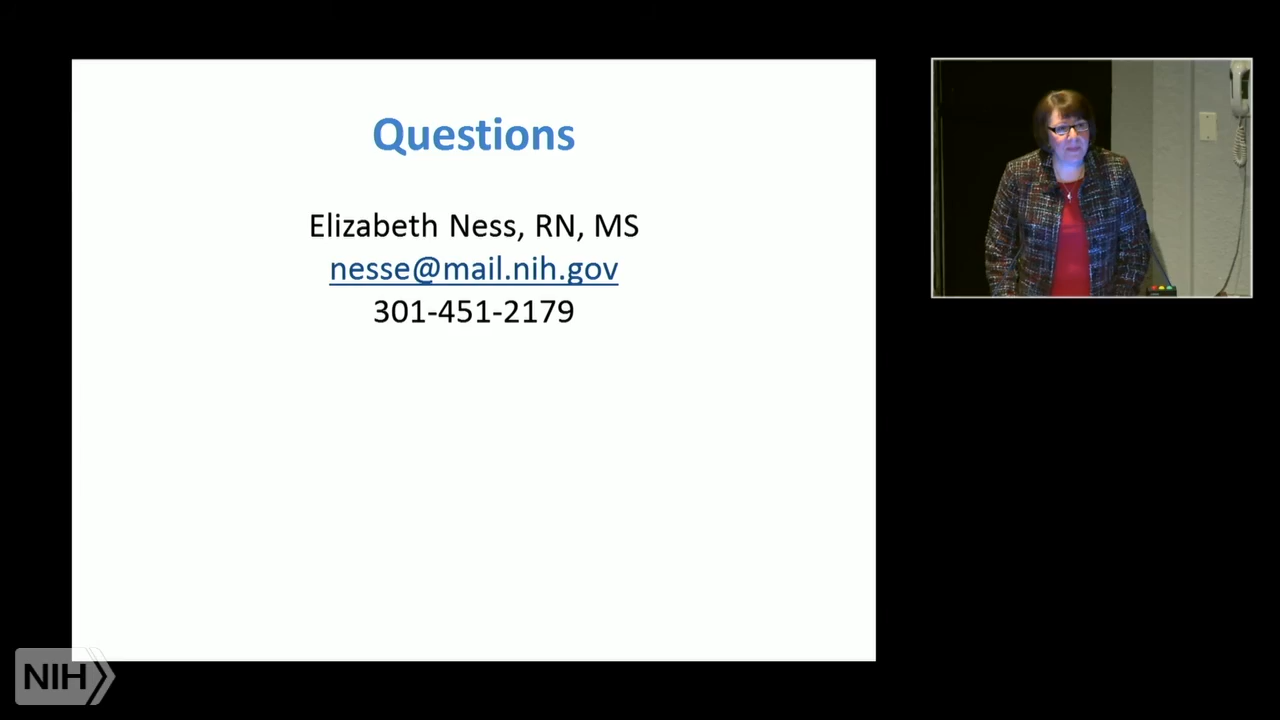 Questions
Elizabeth Ness, RN, MS
nesse@mail.nih.gov
301-451-2179
NIH